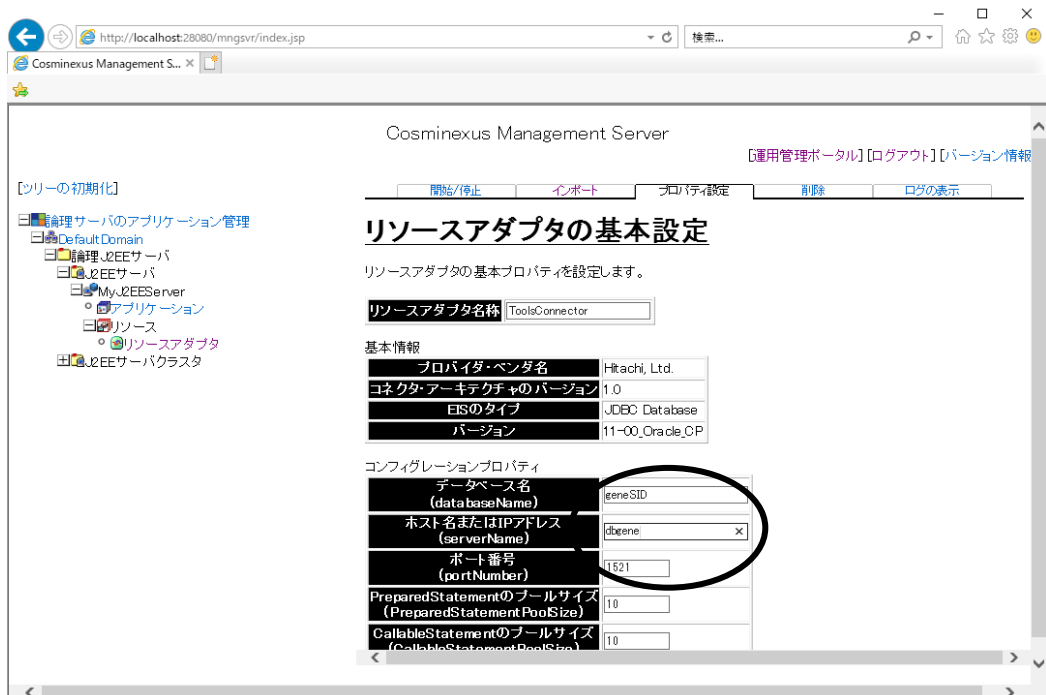 http://localhost:28080/mngsvr/index.jsp
検索...
Cosminexus Management S...
Cosminexus Management Server
[運用管理ポータル] [ログアウト] [バージョン情報
[ツリーの初期化]
論理サーバのアプリケーション管理
DefaultDomain
論理J2EEサーバ
J2EEサーバ
MyJ2EEServer
アプリケーション
リソース
リソースアダプタ
J2EEサーバクラスタ
開始/停止 インポート プロパティ設定 削除 ログの表示
リソースアダプタの基本設定
リソースアダプタの基本プロパティを設定します。
リソースアダプタ名称 ToolsConnector
基本情報
プロバイダ・ベンダ名 Hitachi, Ltd.
コネクタ・アーキテクチャのバージョン 1.0
EISのタイプ JDBC Database
バージョン 11-00_Oracle_CP
コンフィグレーションプロパティ
データベース名
(databaseName)
geneSID
ホスト名またはIPアドレス
(serverName)
dbgene
ポート番号
(portNumber)
1521
PreparedStatementのプールサイズ
(PreparedStatementPoolSize)
10
CallableStatementのプールサイズ
(CallableStatementPoolSize)
10